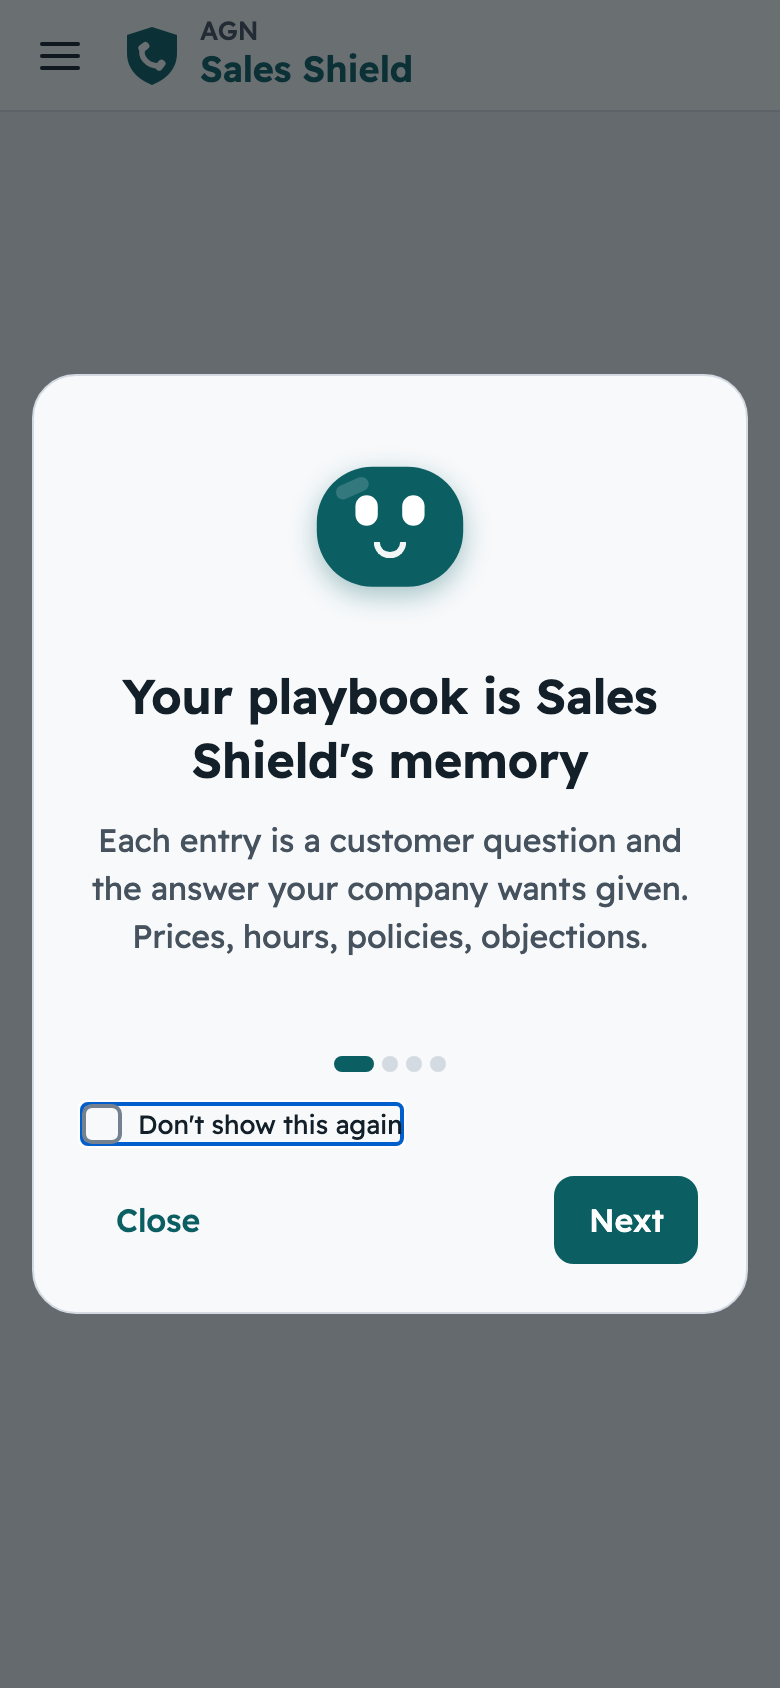 AGN
Sales Shield
Your playbook is Sales
Shield's memory
Each entry is a customer question and
the answer your company wants given.
Prices, hours, policies, objections.
Don't show this again
Close
Next